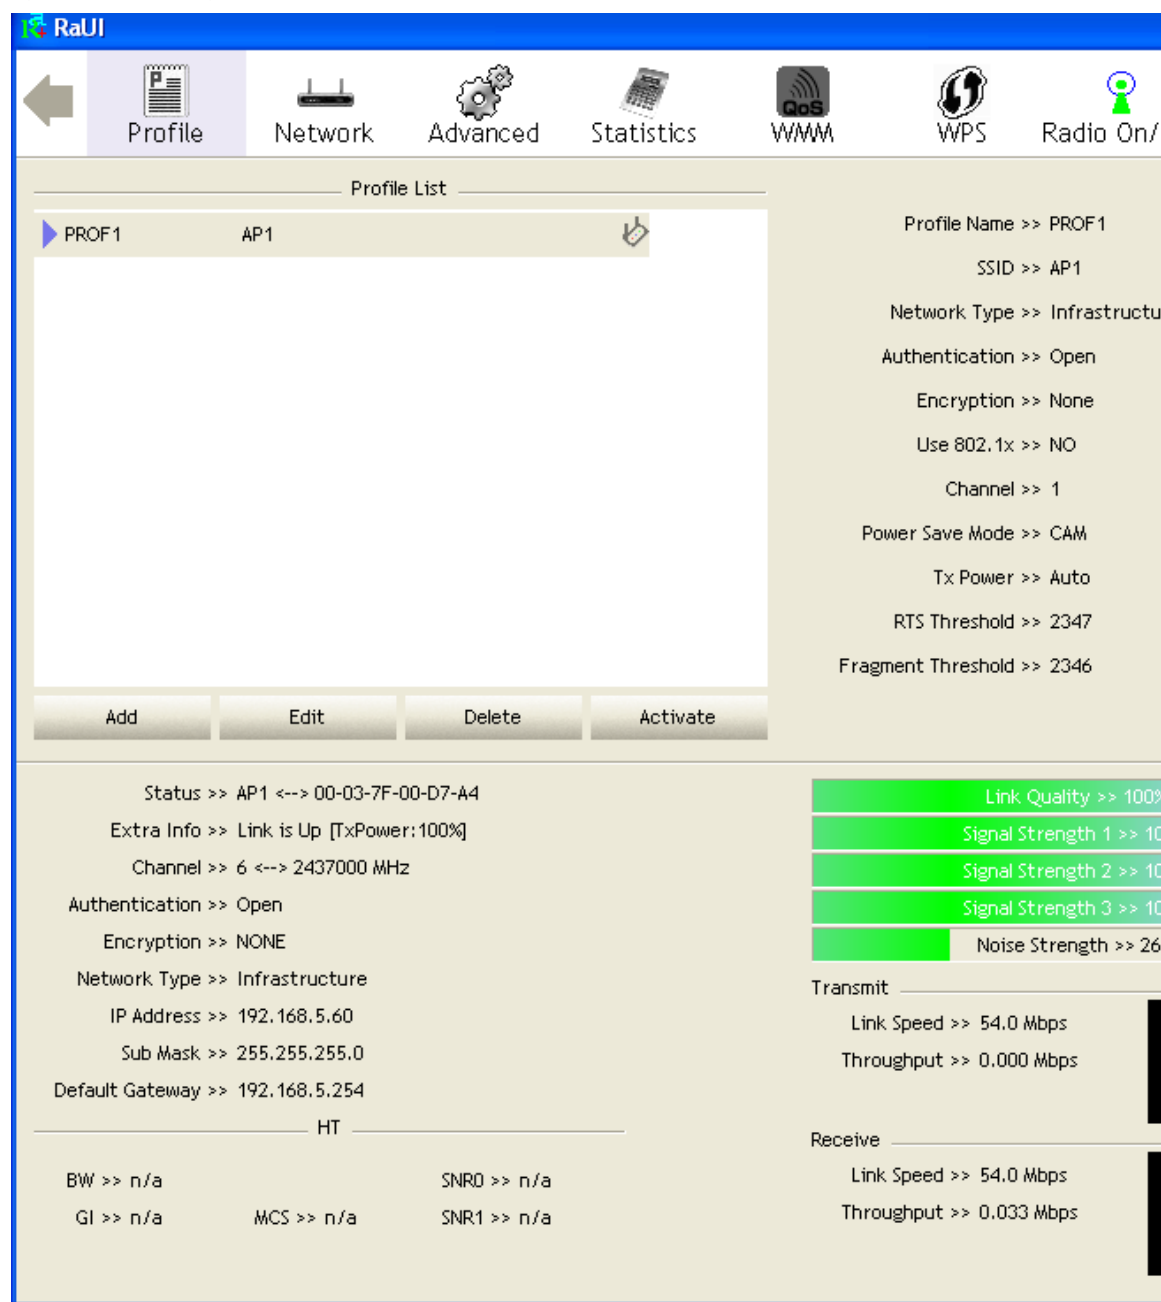 RaUI
Profile Network Advanced Statistics QoS WMM WPS Radio On/
Profile List
PROF1 AP1
Profile Name >> PROF1
SSID >> AP1
Network Type >> Infrastructu
Authentication >> Open
Encryption >> None
Use 802.1x >> NO
Channel >> 1
Power Save Mode >> CAM
Tx Power >> Auto
RTS Threshold >> 2347
Fragment Threshold >> 2346
Add Edit Delete Activate
Status >> AP1 <--> 00-03-7F-00-D7-A4
Extra Info >> Link is Up [TxPower:100%]
Channel >> 6 <--> 2437000 MHz
Authentication >> Open
Encryption >> NONE
Network Type >> Infrastructure
IP Address >> 192.168.5.60
Sub Mask >> 255.255.255.0
Default Gateway >> 192.168.5.254
HT
BW >> n/a SNR0 >> n/a
GI >> n/a MCS >> n/a SNR1 >> n/a
Link Quality >> 100%
Signal Strength 1 >> 10
Signal Strength 2 >> 10
Signal Strength 3 >> 10
Noise Strength >> 26
Transmit
Link Speed >> 54.0 Mbps
Throughput >> 0.000 Mbps
Receive
Link Speed >> 54.0 Mbps
Throughput >> 0.033 Mbps